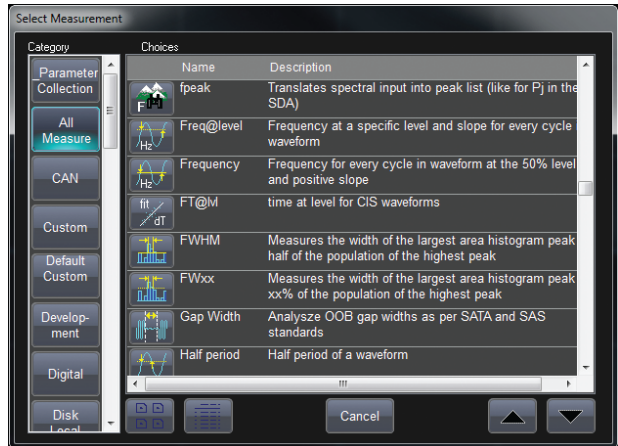 Select Measurement
Category
Choices
_Parameter
Collection
All
Measure
CAN
Custom
Default
Custom
Develop-
ment
Digital
Disk
Local
Name Description
fpeak Translates spectral input into peak list (like for Pj in the
SDA)
F
Freq@level Frequency at a specific level and slope for every cycle
waveform
Hz
Frequency Frequency for every cycle in waveform at the 50% level
and positive slope
Hz
fit
dT
FT@lvl time at level for CIS waveforms
FWHM Measures the width of the largest area histogram peak
half of the population of the highest peak
FWxx Measures the width of the largest area histogram peak
xx% of the population of the highest peak
Gap Width Analysze OOB gap widths as per SATA and SAS
standards
Half period Half period of a waveform
Cancel